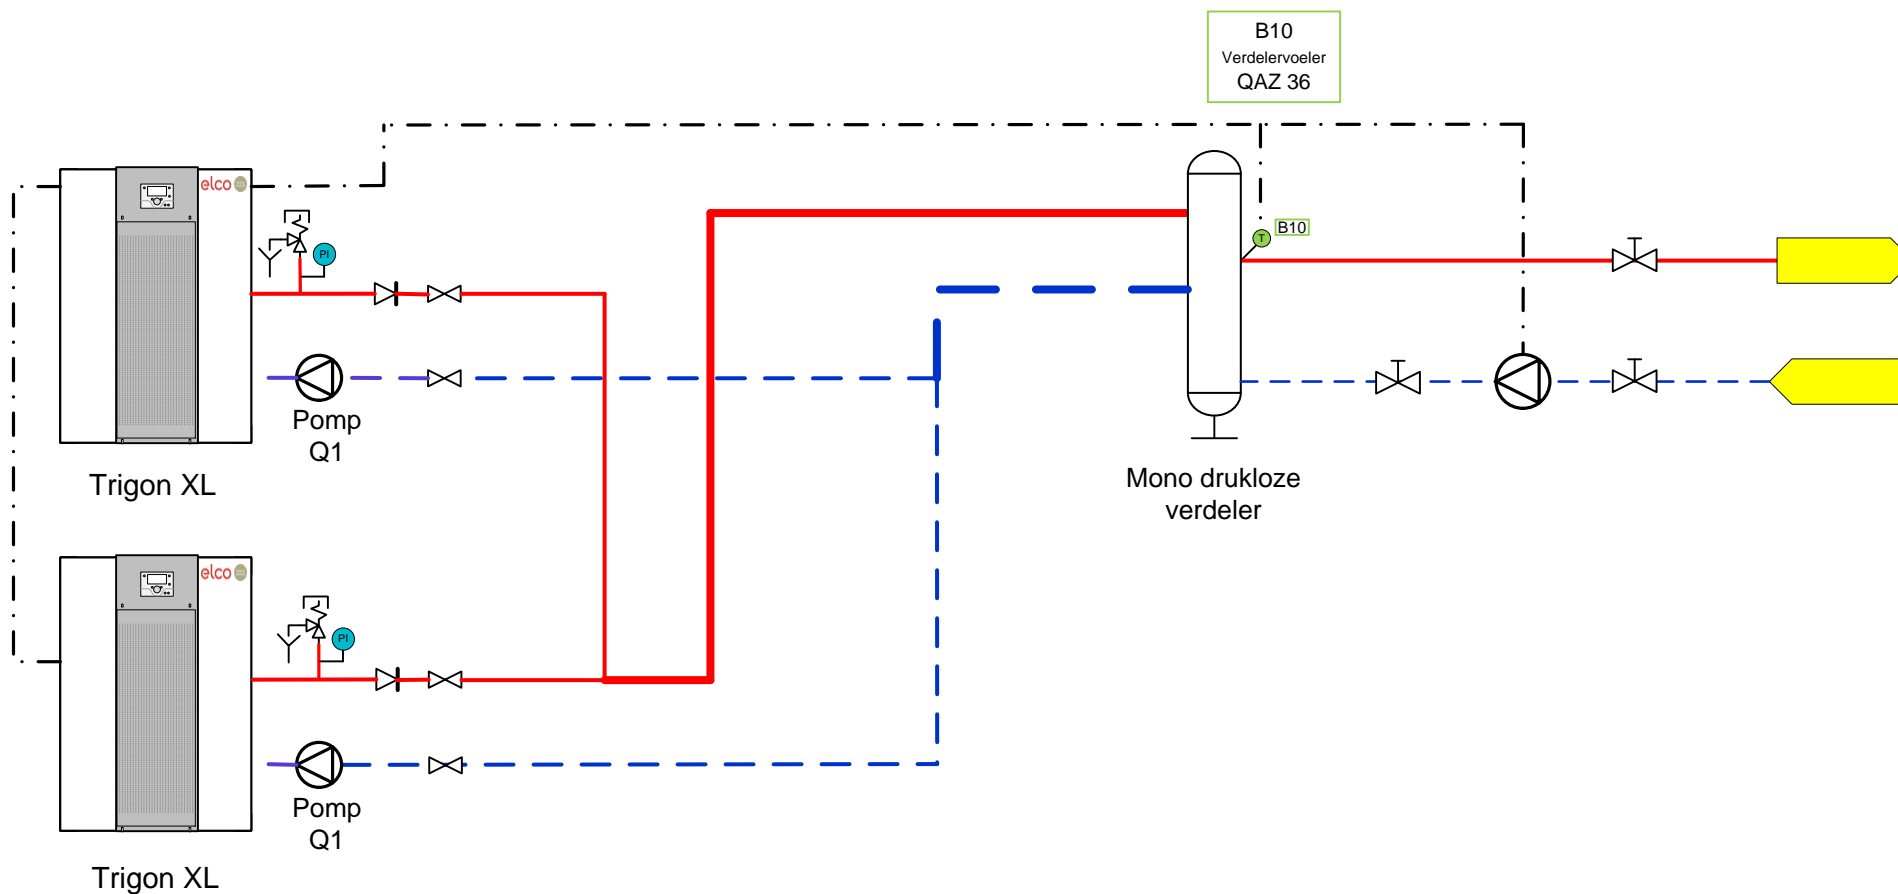 B10
Verdelervoeler
QAZ 36
elco
B10
T
PI
Pomp
Q1
Trigon XL
Mono drukloze
verdeler
elco
PI
Pomp
Q1
Trigon XL